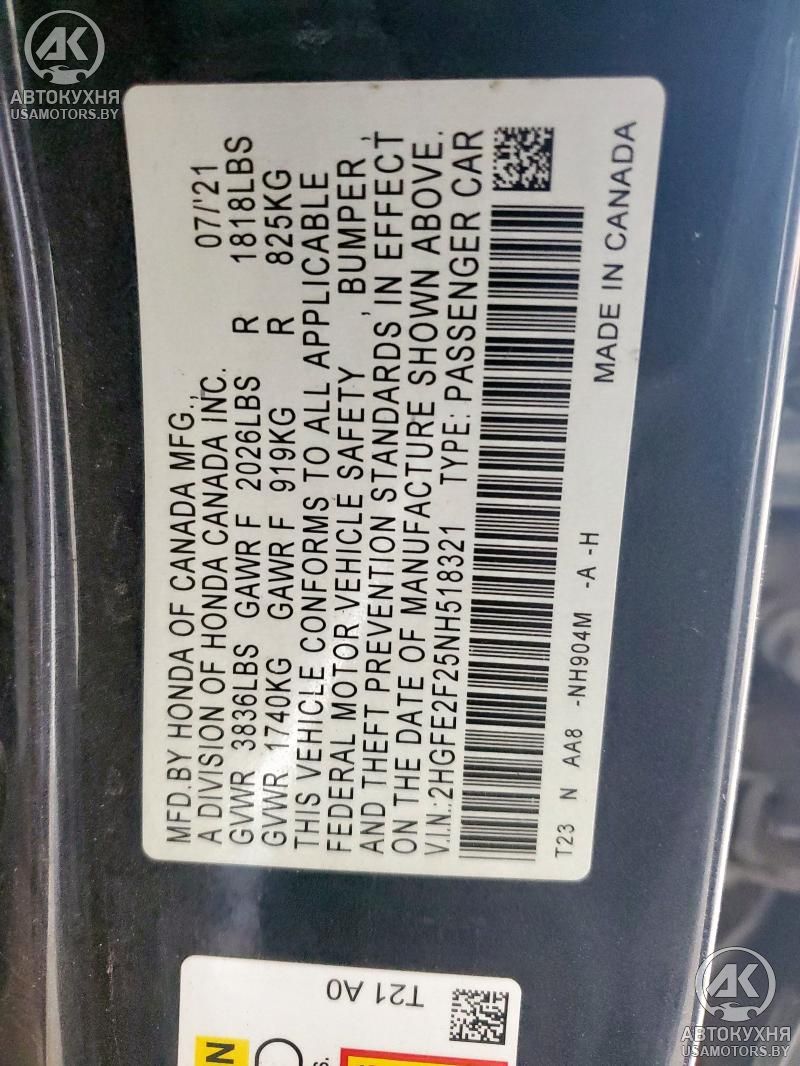 AK
АВТОКУХНЯ
USAMOTORS.BY
MFD.BY HONDA OF CANADA MFG., 07/'21
A DIVISION OF HONDA CANADA INC.
GVWR 3836LBS GAWR F 2026LBS R 1818LBS
GVWR 1740KG GAWR F 919KG R 825KG
THIS VEHICLE CONFORMS TO ALL APPLICABLE
FEDERAL MOTOR VEHICLE SAFETY , BUMPER ,
AND THEFT PREVENTION STANDARDS IN EFFECT
ON THE DATE OF MANUFACTURE SHOWN ABOVE.
V.I.N.:2HGFE2F25NH518321 TYPE: PASSENGER CAR
T23 N AA8 -NH904M -A -H
MADE IN CANADA
T21 A0
AK
АВТОКУХНЯ
USAMOTORS.BY